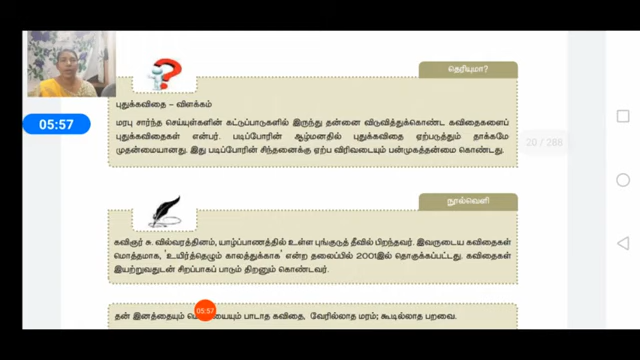 தெரியுமா?
புதுக்கவிதை – விளக்கம்
05:57
மரபு சார்ந்த செய்யுள்களின் கட்டுப்பாடுகளில் இருந்து தன்னை விடுவித்துக்கொண்ட கவிதைகளைப்
புதுக்கவிதைகள் என்பர். படிப்போரின் ஆழ்மனதில் புதுக்கவிதை ஏற்படுத்தும் தாக்கமே
முதன்மையானது. இது படிப்போரின் சிந்தனைக்கு ஏற்ப விரிவடையும் பன்முகத்தன்மை கொண்டது.
20 / 288
நூல்வெளி
கவிஞர் சு. வில்வரத்தினம், யாழ்ப்பாணத்தில் உள்ள புங்குடுத் தீவில் பிறந்தவர். இவருடைய கவிதைகள்
மொத்தமாக, 'உயிர்த்தெழும் காலத்துக்காக' என்ற தலைப்பில் 2001இல் தொகுக்கப்பட்டது. கவிதைகள்
இயற்றுவதுடன் சிறப்பாகப் பாடும் திறனும் கொண்டவர்.
05:57
தன் இனத்தையும் பாடாத கவிதை, வேரில்லாத மரம்; கூடில்லாத பறவை.